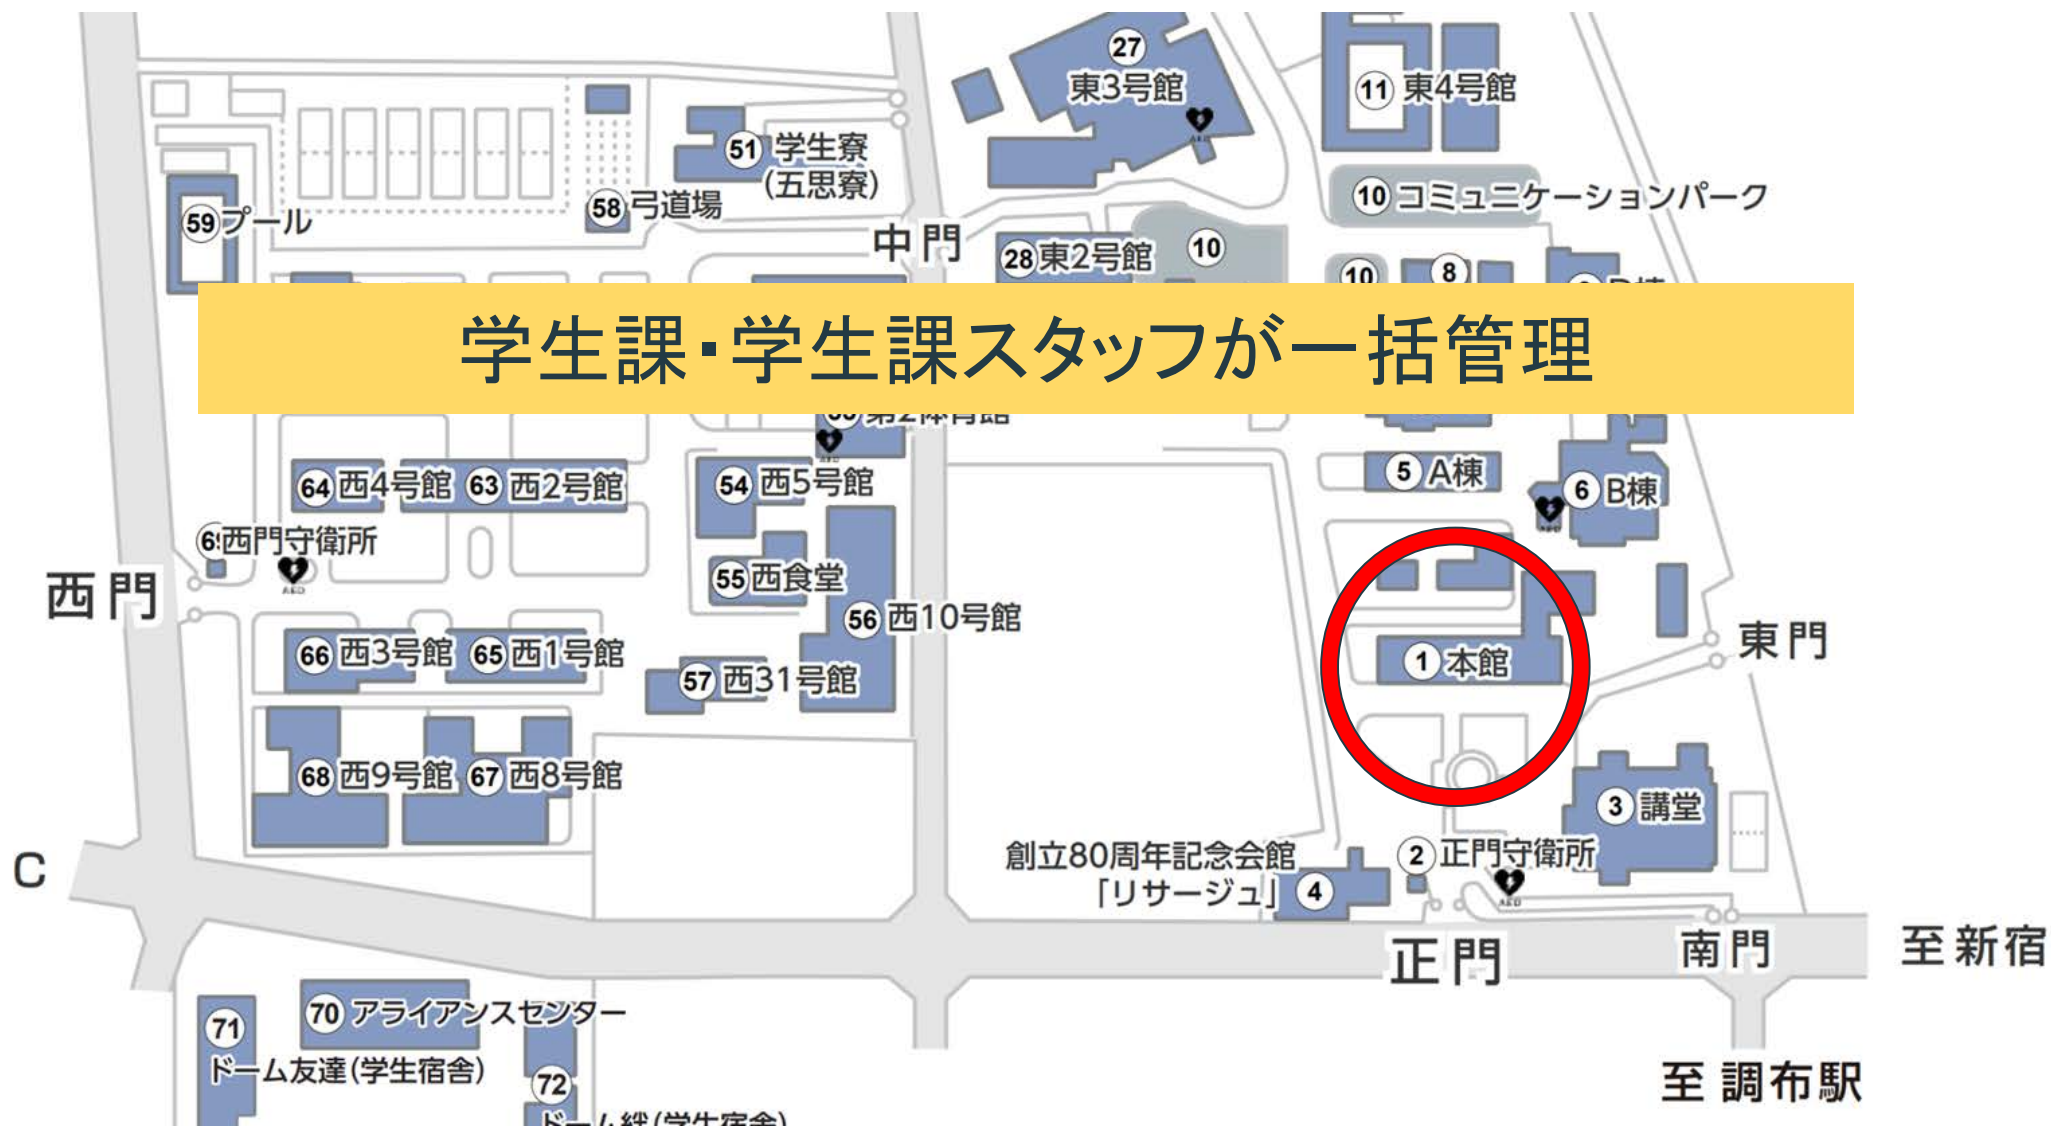 27
東3号館
11 東4号館
51 学生寮
(五思寮)
10 コミュニケーションパーク
58 弓道場
59 プール
中門
28 東2号館
10
10
8
学生課・学生課スタッフが一括管理
64 西4号館
63 西2号館
54 西5号館
5 A棟
6 B棟
西門守衛所
AED
西門
55 西食堂
56 西10号館
66 西3号館
65 西1号館
57 西31号館
1 本館
東門
68 西9号館
67 西8号館
3 講堂
C
創立80周年記念会館
「リサージュ」
4
2 正門守衛所
AED
正門
南門
至新宿
70 アライアンスセンター
71
ドーム友達(学生宿舎)
72
至 調布駅